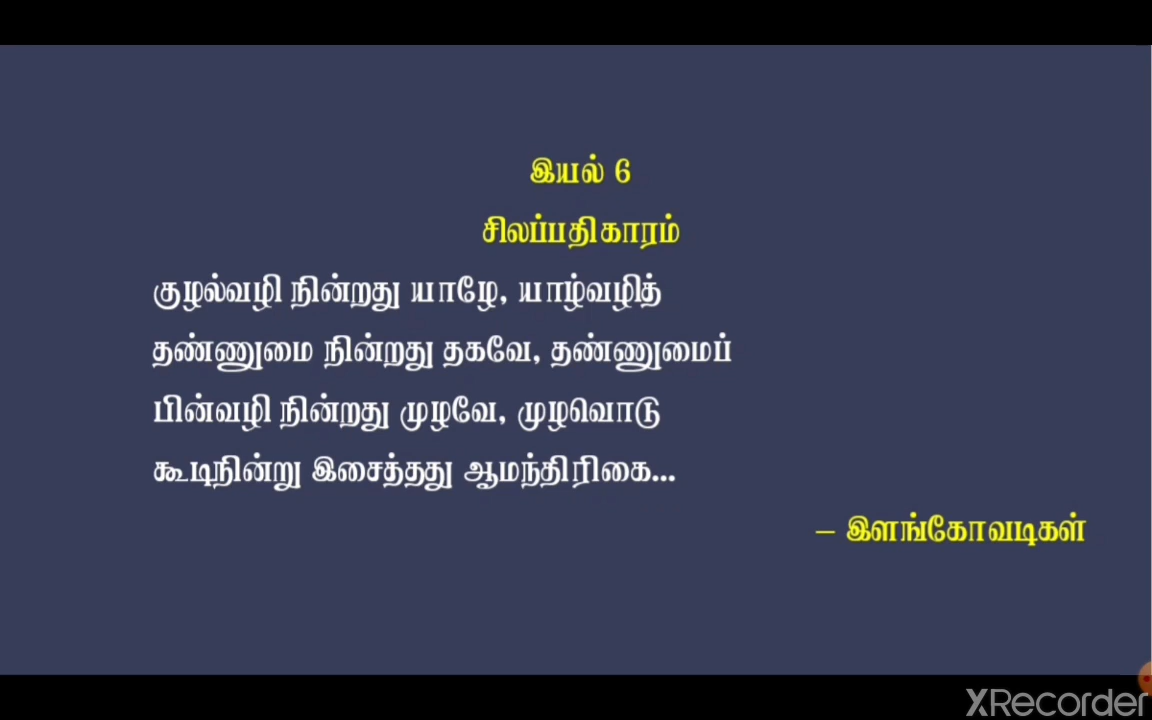 இயல் 6
சிலப்பதிகாரம்
குழல்வழி நின்றது யாழே, யாழ்வழித்
தண்ணுமை நின்றது தகவே, தண்ணுமைப்
பின்வழி நின்றது முழவே, முழவொடு
கூடிநின்று இசைத்தது ஆமந்திரிகை...
– இளங்கோவடிகள்
XRecorder